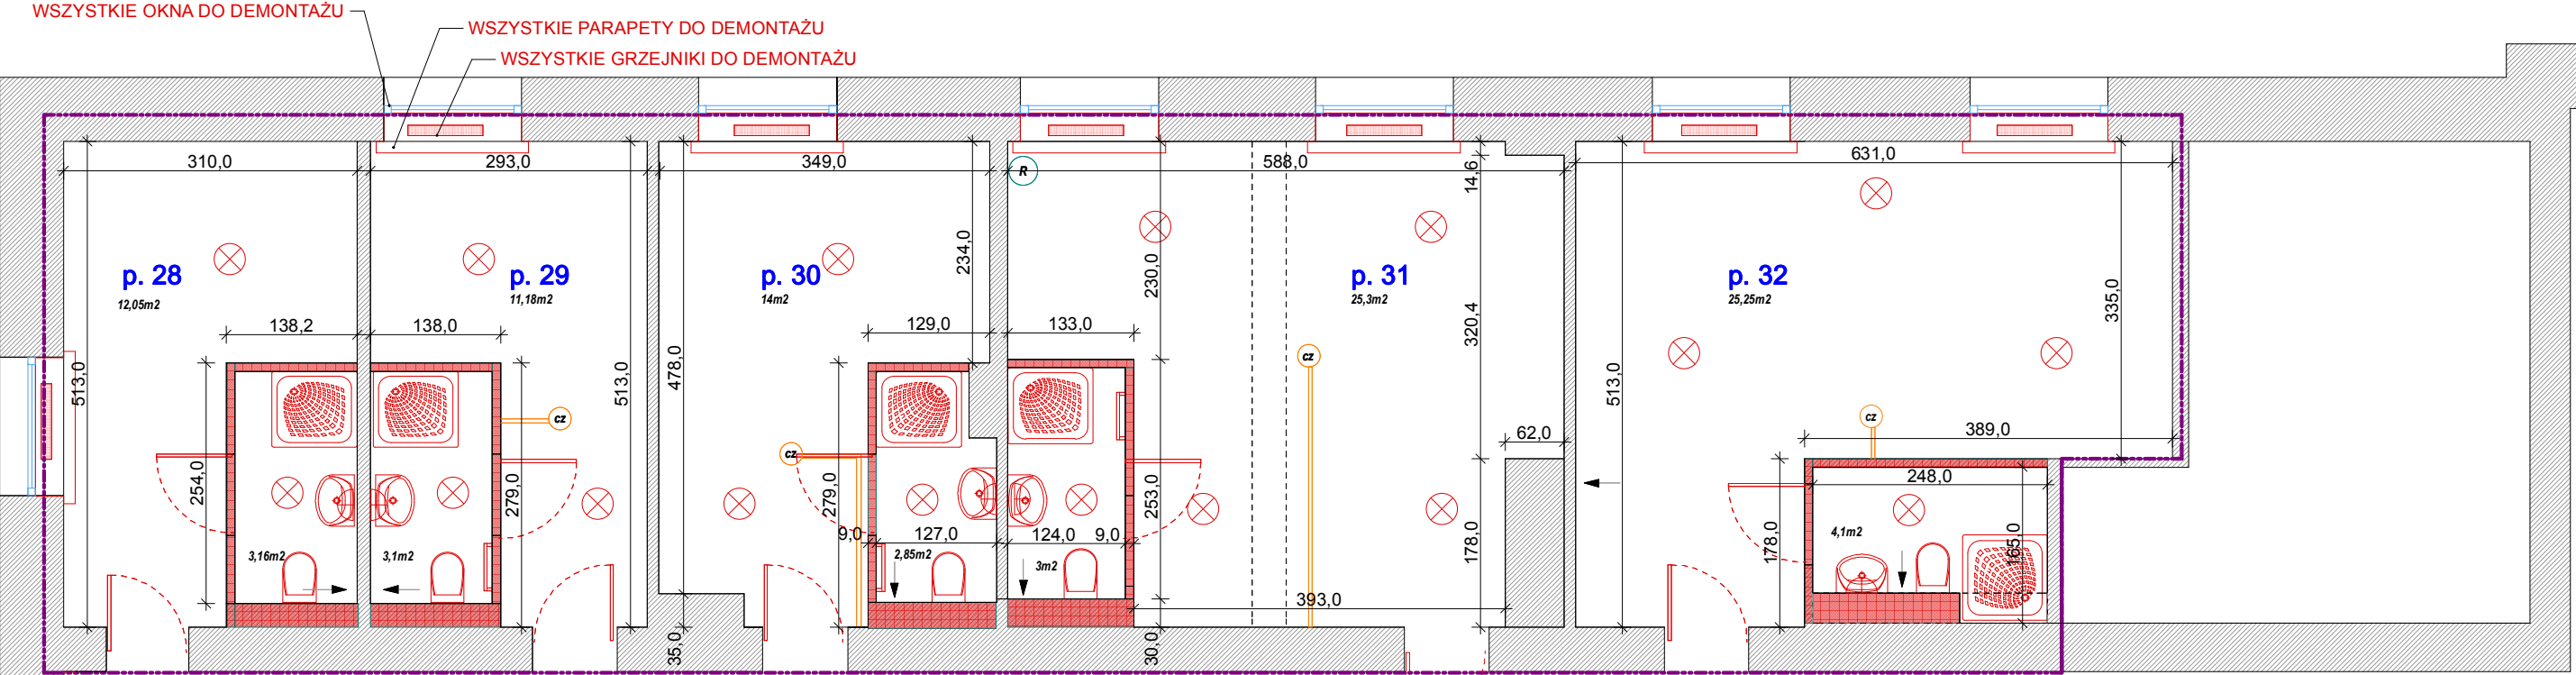 WSZYSTKIE OKNA DO DEMONTAŻU
WSZYSTKIE PARAPETY DO DEMONTAŻU
WSZYSTKIE GRZEJNIKI DO DEMONTAŻU
310,0
293,0
349,0
R
588,0
14,6
631,0
p. 28
12,05m2
p. 29
11,18m2
p. 30
14m2
234,0
230,0
p. 31
25,3m2
p. 32
25,25m2
335,0
138,2
138,0
129,0
133,0
320,4
513,0
513,0
478,0
cz
513,0
cz
cz
62,0
389,0
cz
254,0
279,0
279,0
253,0
248,0
9,0
127,0
124,0
9,0
178,0
178,0
165,0
3,16m2
3,1m2
2,85m2
3m2
4,1m2
393,0
35,0
30,0